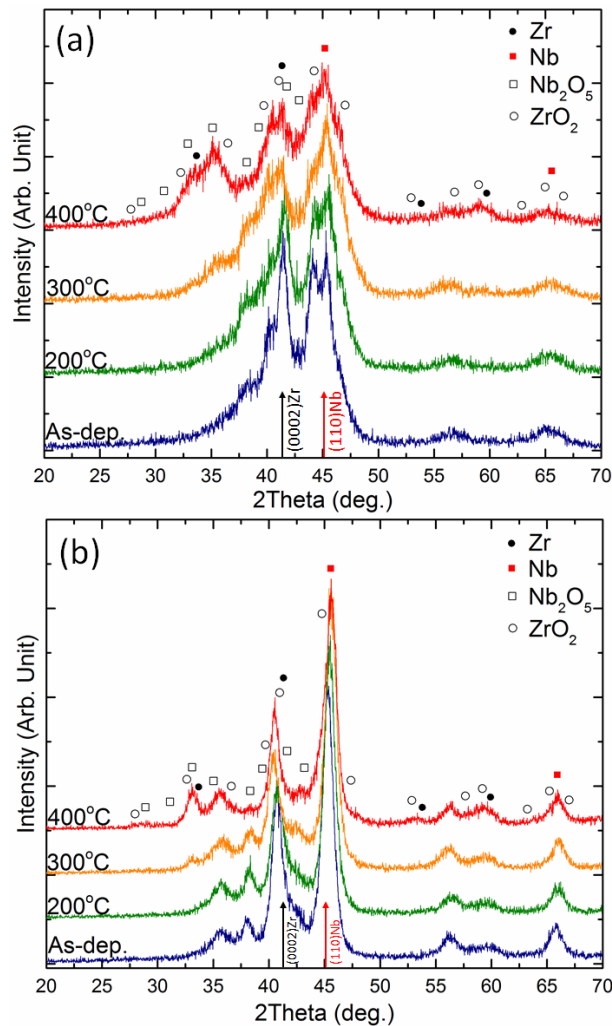 (a)
Zr
Nb
Nb₂O₅
ZrO₂
400°C
300°C
200°C
As-dep.
(0002)Zr
(110)Nb
Intensity (Arb. Unit)
20 25 30 35 40 45 50 55 60 65 70
2Theta (deg.)
(b)
Zr
Nb
Nb₂O₅
ZrO₂
400°C
300°C
200°C
As-dep.
(0002)Zr
(110)Nb
Intensity (Arb. Unit)
20 25 30 35 40 45 50 55 60 65 70
2Theta (deg.)